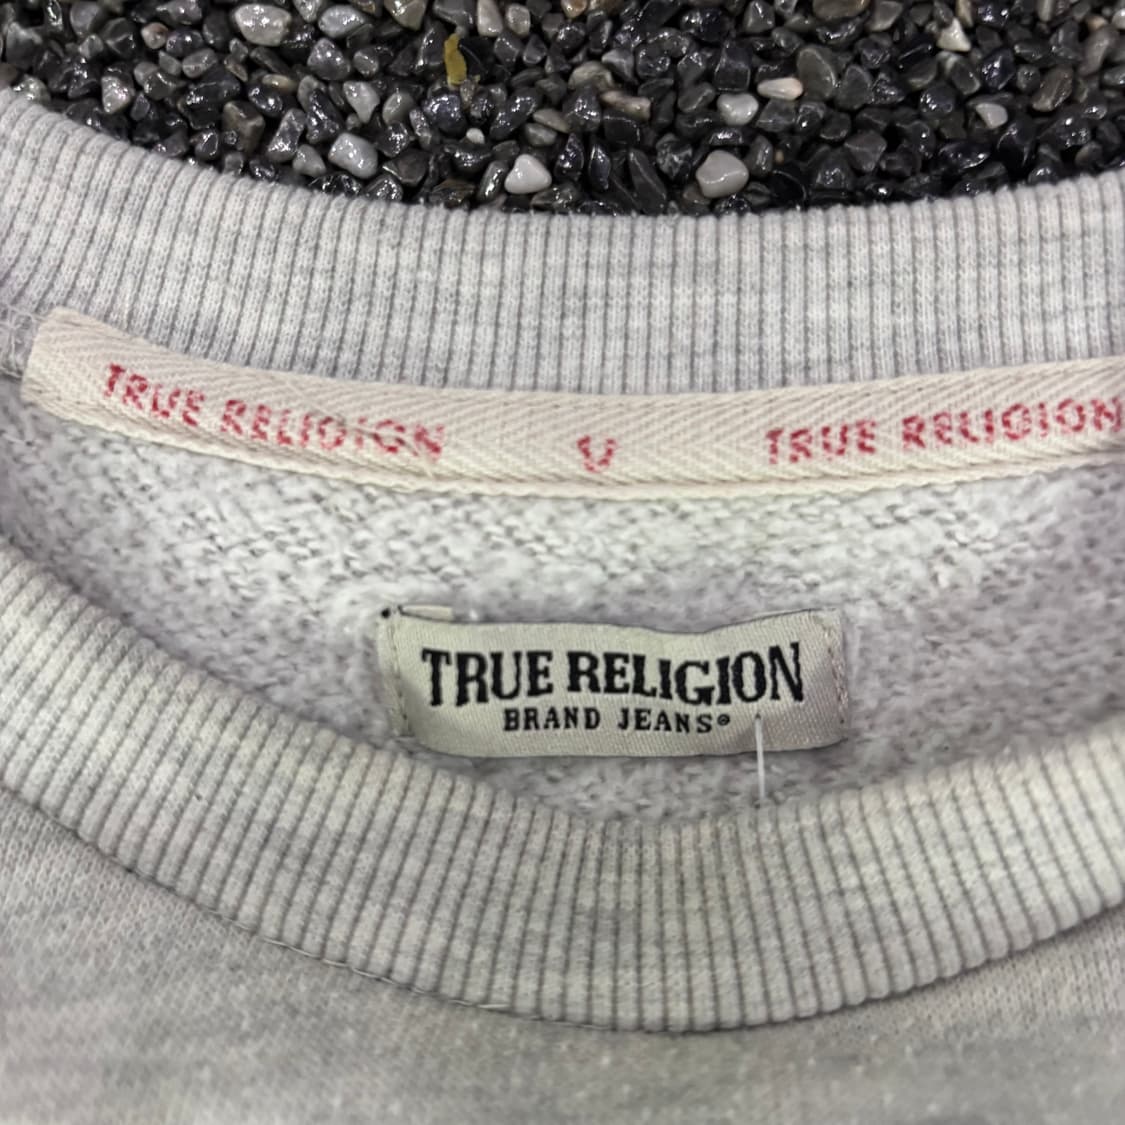 TRUE RELIGION U TRUE RELIGION
TRUE RELIGION
BRAND JEANS®